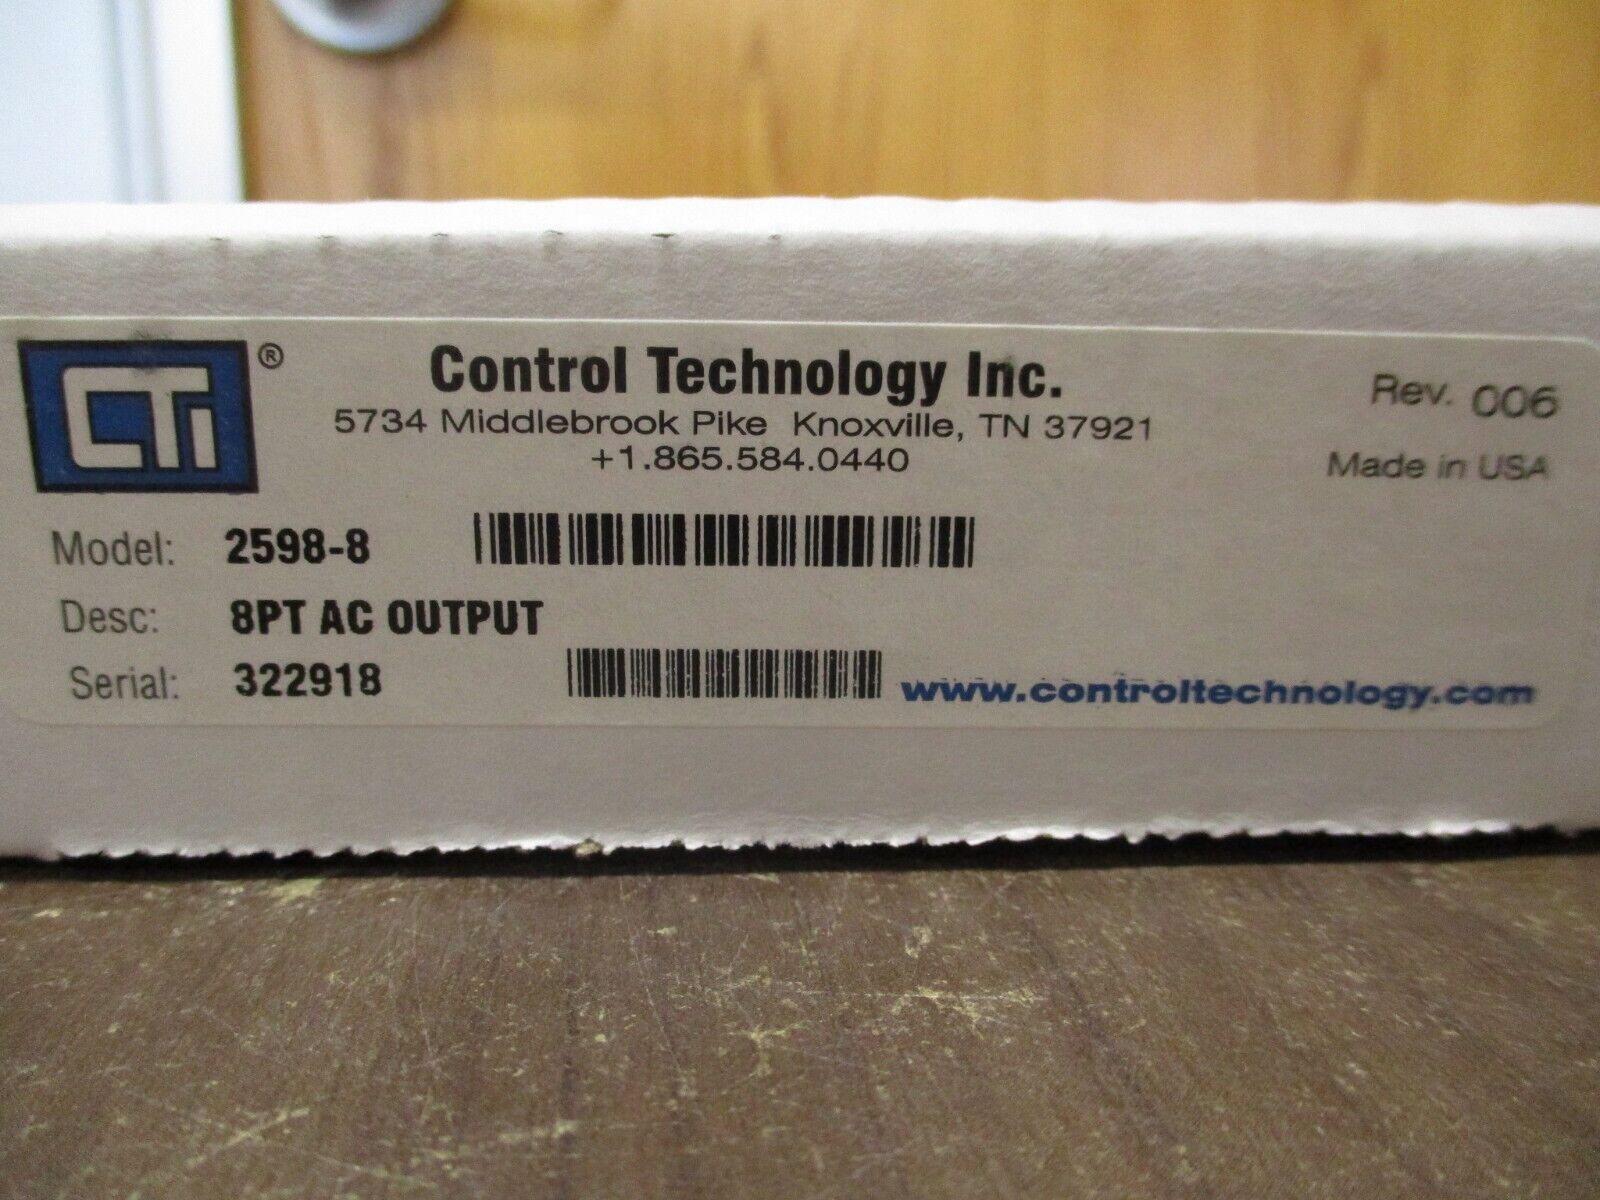 CTi ®
Control Technology Inc.
5734 Middlebrook Pike Knoxville, TN 37921
+1.865.584.0440
Rev. 006
Made in USA
Model: 2598-8
Desc: 8PT AC OUTPUT
Serial: 322918
www.controltechnology.com